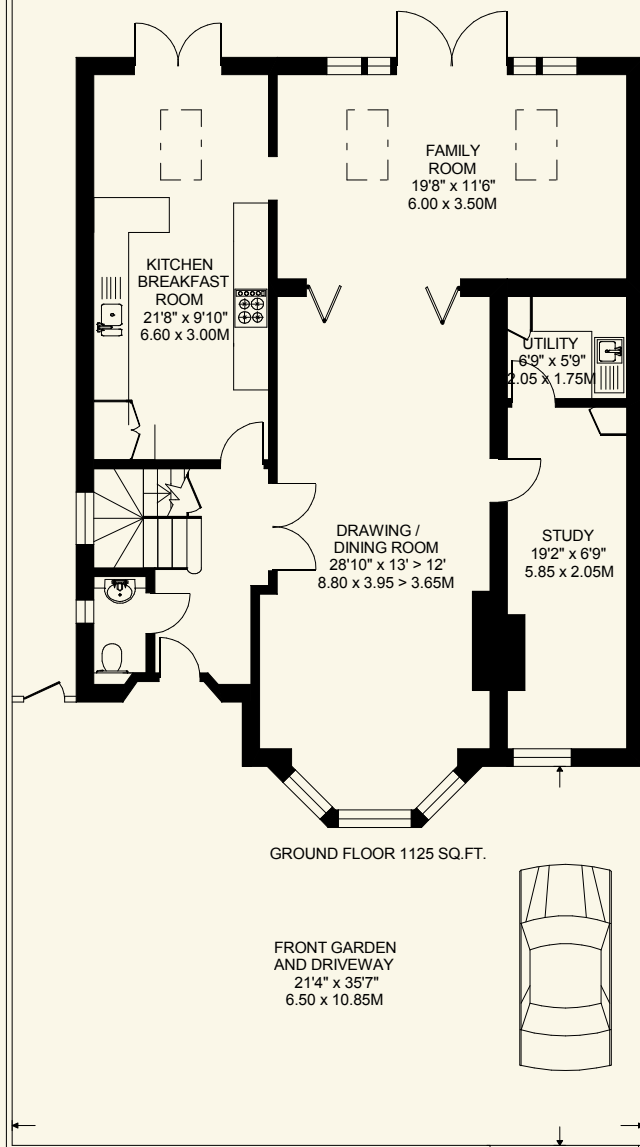 FAMILY
ROOM
19'8" x 11'6"
6.00 x 3.50M
KITCHEN
BREAKFAST
ROOM
21'8" x 9'10"
6.60 x 3.00M
UTILITY
6'9" x 5'9"
2.05 x 1.75M
DRAWING /
DINING ROOM
28'10" x 13' > 12'
8.80 x 3.95 > 3.65M
STUDY
19'2" x 6'9"
5.85 x 2.05M
GROUND FLOOR 1125 SQ.FT.
FRONT GARDEN
AND DRIVEWAY
21'4" x 35'7"
6.50 x 10.85M